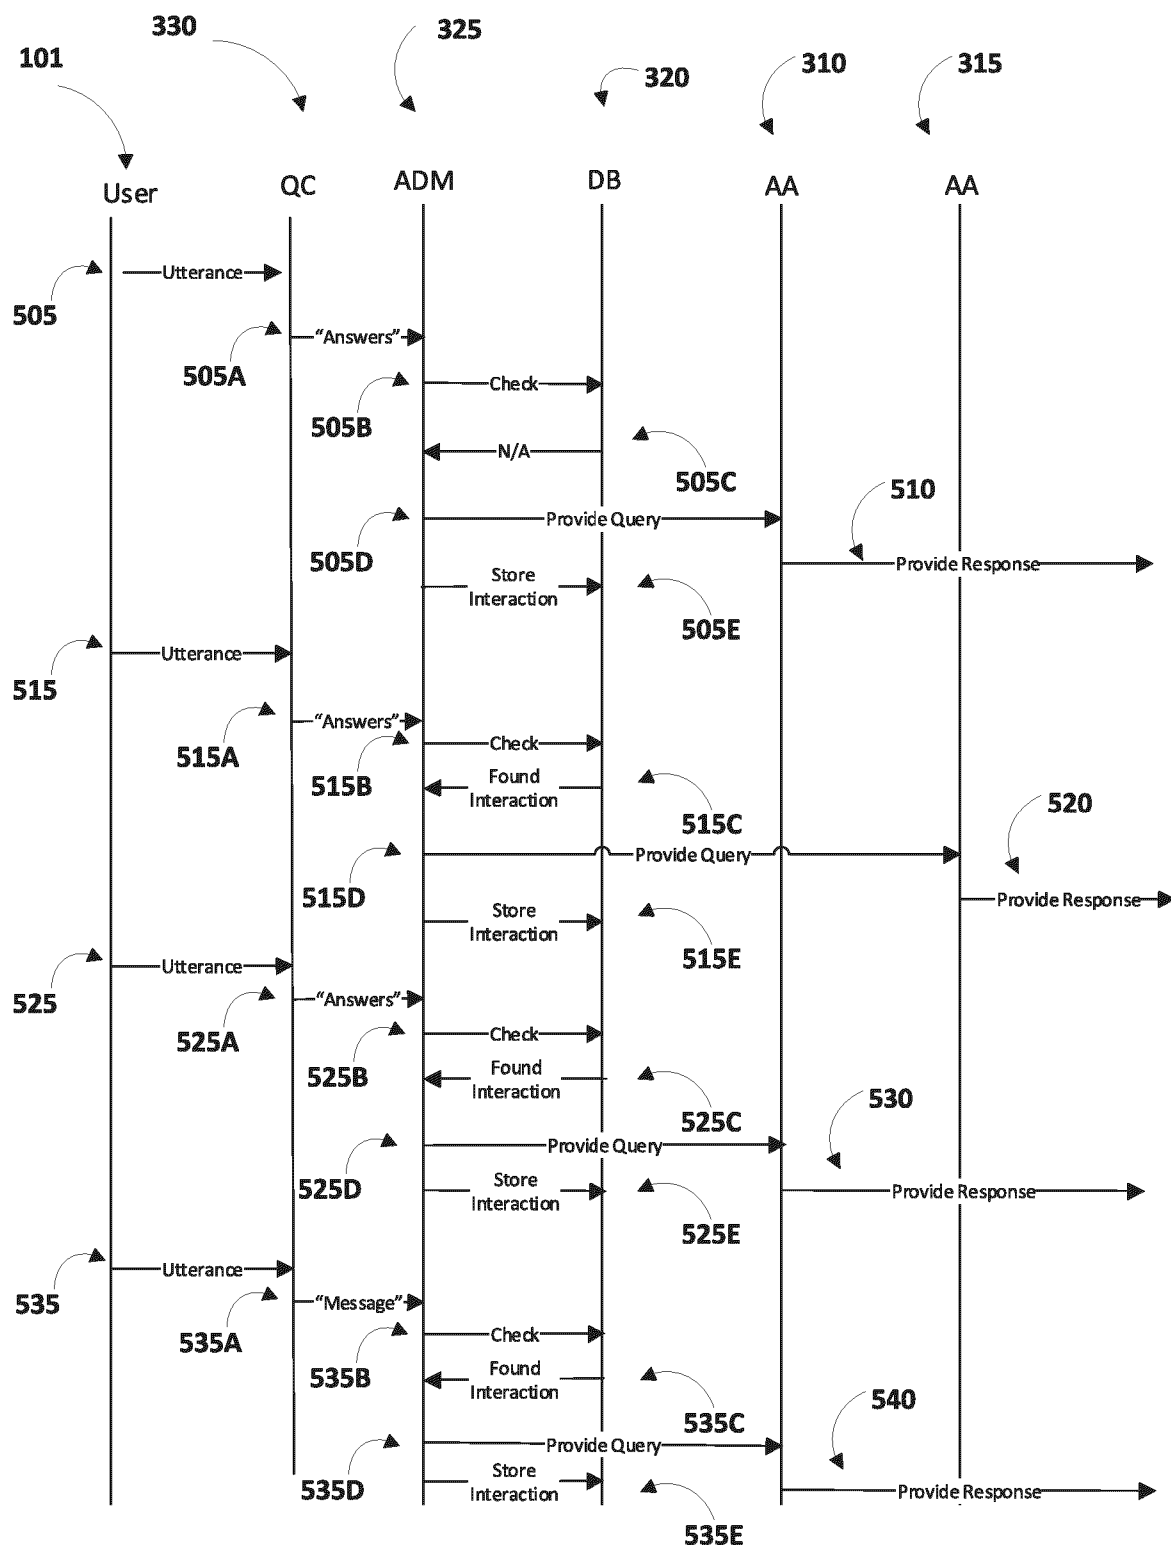 330
325
101
310
315
320
User
QC
ADM
DB
AA
AA
Utterance
505
"Answers"
505A
Check
505B
N/A
505C
510
Provide Query
505D
Provide Response
Store
Interaction
505E
Utterance
515
"Answers"
515A
Check
515B
Found
Interaction
515C
520
Provide Query
515D
Provide Response
Store
Interaction
515E
Utterance
525
"Answers"
525A
Check
525B
Found
Interaction
525C
530
Provide Query
525D
Store
Interaction
Provide Response
525E
Utterance
535
"Message"
535A
Check
535B
Found
Interaction
535C
540
Provide Query
535D
Store
Interaction
Provide Response
535E